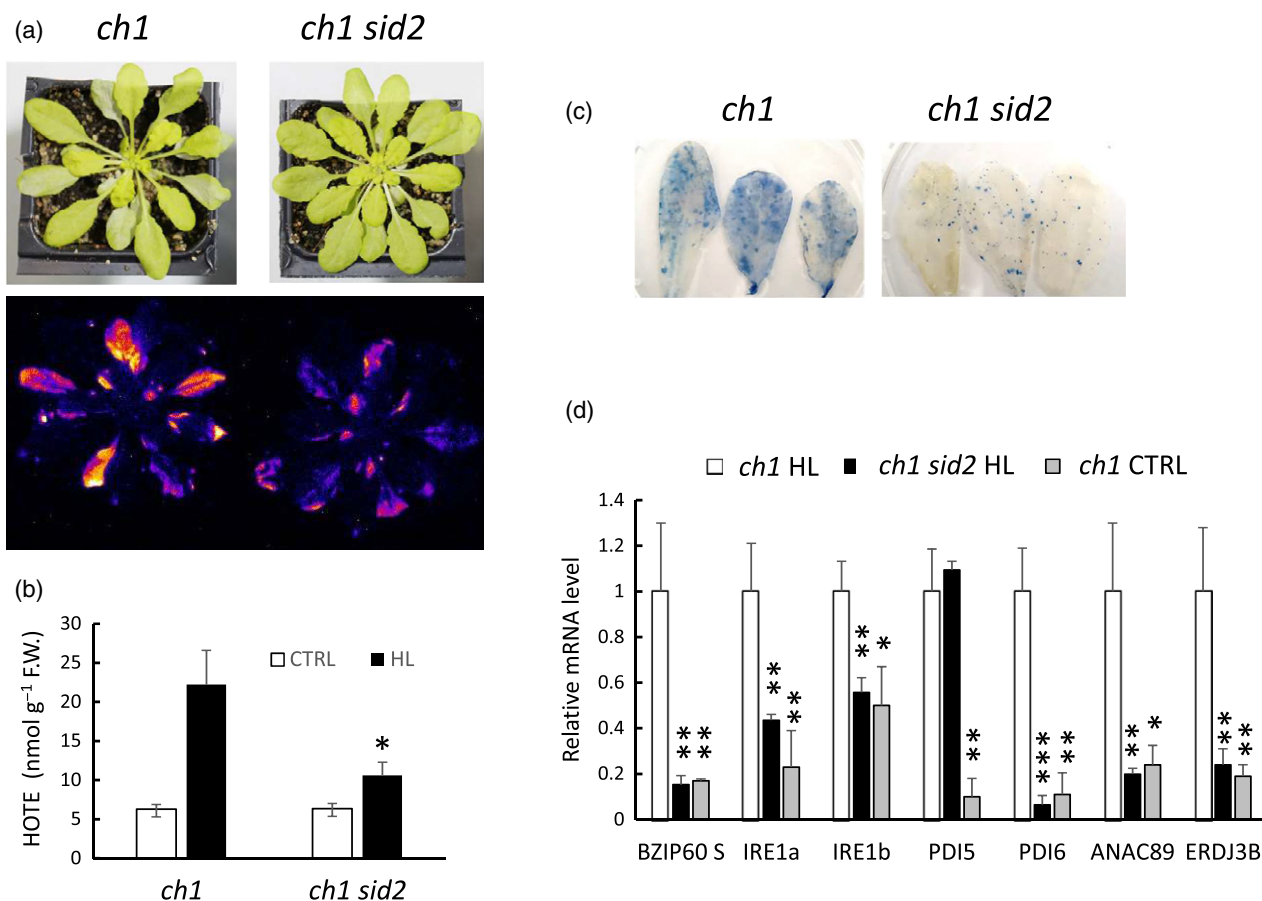 (a)
ch1
ch1 sid2
(b)
HOTE (nmol g⁻¹ F.W.)
30
25
20
15
10
5
0
CTRL
HL
*
ch1
ch1 sid2
(c)
ch1
ch1 sid2
(d)
ch1 HL
ch1 sid2 HL
ch1 CTRL
Relative mRNA level
1.4
1.2
1
0.8
0.6
0.4
0.2
0
**
**
**
**
**
*
**
***
**
**
*
**
**
BZIP60 S
IRE1a
IRE1b
PDI5
PDI6
ANAC89
ERDJ3B